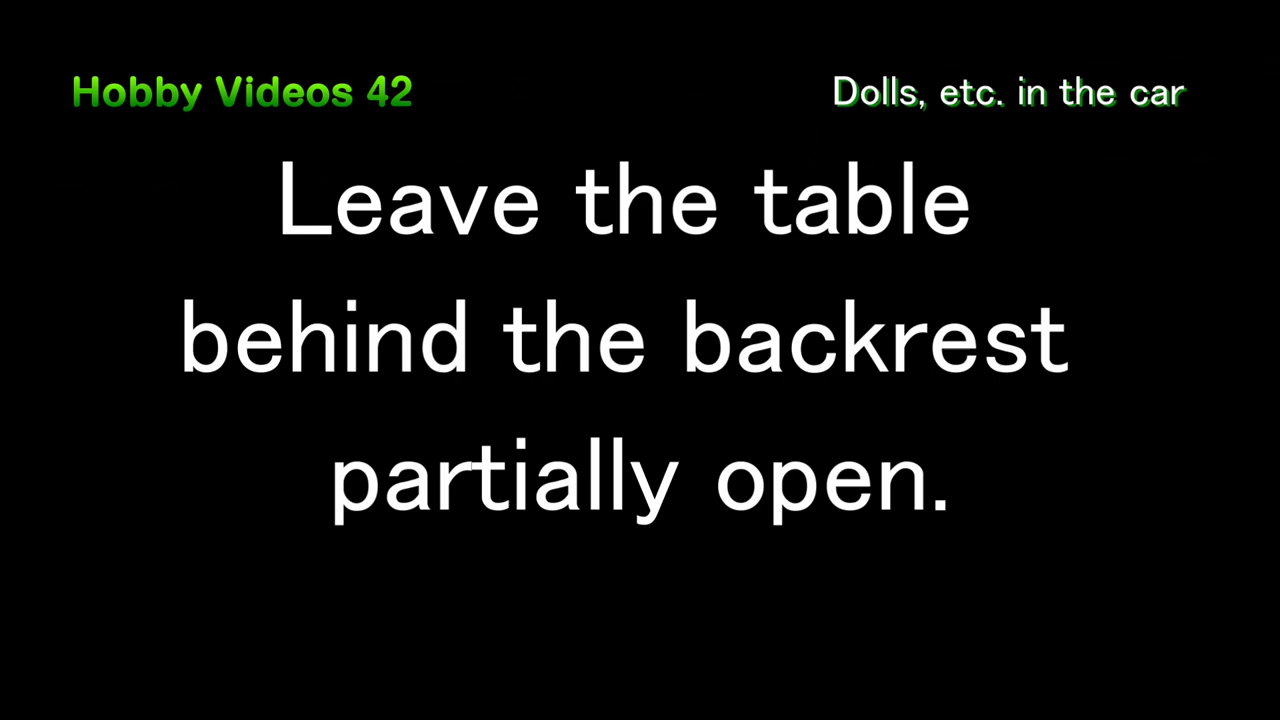 Hobby Videos 42
Dolls, etc. in the car
Leave the table
behind the backrest
partially open.